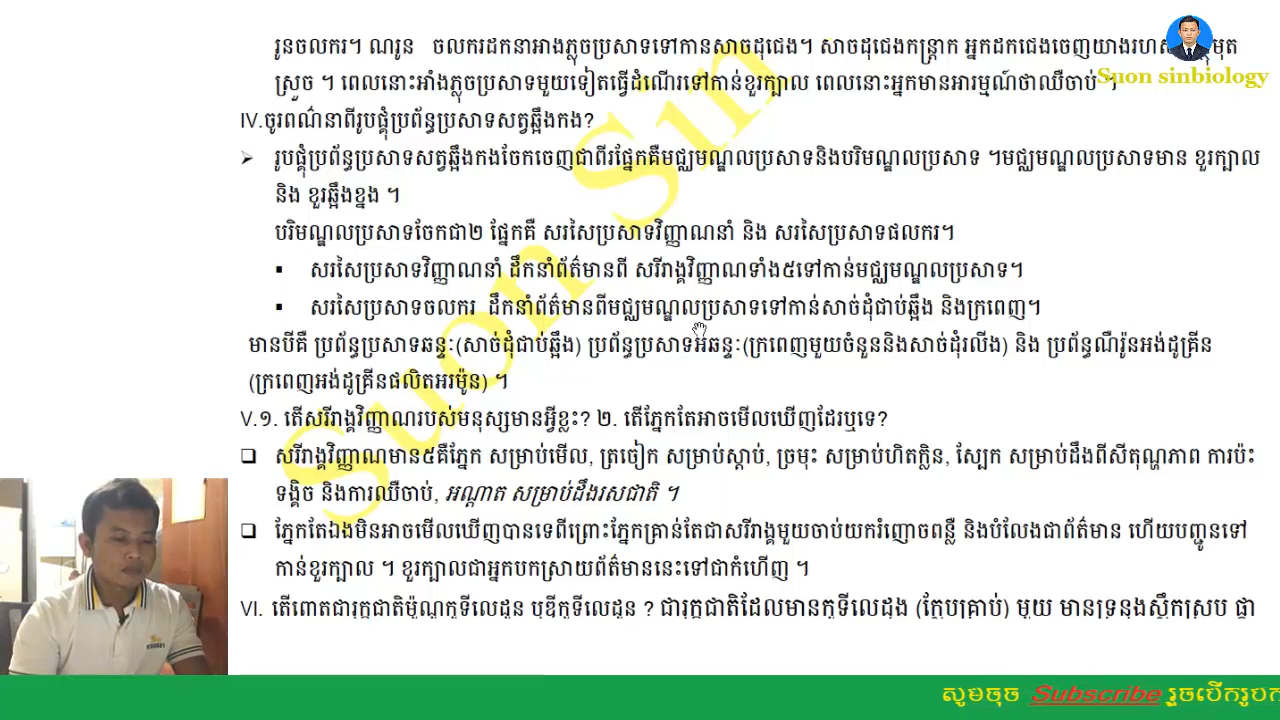 រូនចលករ។ ណរូន ចលករដកនាអាងភ្លុចប្រសាទទៅកានសាចដុជេង។ សាចដុជេងកន្ត្រាក អ្នកដកជេងចេញយាងរហស
ស្រួច ។ ពេលនោះអាំងភ្លុចប្រសាទមួយទៀតធ្វើដំណើរទៅកាន់ខួរក្បាល ពេលនោះអ្នកមានអារម្មណ៍ថាឈឺចាប់ ។
Suon sinbiology
IV.ចូរពណ៌នាពីរូបផ្គុំប្រព័ន្ធប្រសាទសត្វឆ្អឹងកង?
➢ រូបផ្គុំប្រព័ន្ធប្រសាទសត្វឆ្អឹងកងចែកចេញជាពីរផ្នែកគឺមជ្ឈមណ្ឌលប្រសាទនិងបរិមណ្ឌលប្រសាទ ។មជ្ឈមណ្ឌលប្រសាទមាន ខួរក្បាល
និង ខួរឆ្អឹងខ្នង ។
បរិមណ្ឌលប្រសាទចែកជា២ ផ្នែកគឺ សរសៃប្រសាទវិញ្ញាណនាំ និង សរសៃប្រសាទផលករ។
▪ សរសៃប្រសាទវិញ្ញាណនាំ ដឹកនាំព័ត៌មានពី សរីរាង្គវិញ្ញាណទាំង៥ទៅកាន់មជ្ឈមណ្ឌលប្រសាទ។
▪ សរសៃប្រសាទចលករ ដឹកនាំព័ត៌មានពីមជ្ឈមណ្ឌលប្រសាទទៅកាន់សាច់ដុំជាប់ឆ្អឹង និងក្រពេញ។
មានបីគឺ ប្រព័ន្ធប្រសាទឆន្ទៈ(សាច់ដុំជាប់ឆ្អឹង) ប្រព័ន្ធប្រសាទអឆន្ទៈ(ក្រពេញមួយចំនួននិងសាច់ដុំរលីង) និង ប្រព័ន្ធណឺរ៉ូនអង់ដូគ្រីន
(ក្រពេញអង់ដូគ្រីនផលិតអរម៉ូន) ។
V.១. តើសរីរាង្គវិញ្ញាណរបស់មនុស្សមានអ្វីខ្លះ? ២. តើភ្នែកតែអាចមើលឃើញដែរឬទេ?
❑ សរីរាង្គវិញ្ញាណមាន៥គឺភ្នែក សម្រាប់មើល, ត្រចៀក សម្រាប់ស្តាប់, ច្រមុះ សម្រាប់ហិតក្លិន, ស្បែក សម្រាប់ដឹងពីសីតុណ្ហភាព ការប៉ះ
ទង្គិច និងការឈឺចាប់, អណ្តាត សម្រាប់ដឹងរសជាតិ ។
❑ ភ្នែកតែឯងមិនអាចមើលឃើញបានទេពីព្រោះភ្នែកគ្រាន់តែជាសរីរាង្គមួយចាប់យករំញោចពន្លឺ និងបំលែងជាព័ត៌មាន ហើយបញ្ជូនទៅ
កាន់ខួរក្បាល ។ ខួរក្បាលជាអ្នកបកស្រាយព័ត៌មាននេះទៅជាកំហើញ ។
VI. តើពោតជារុក្ខជាតិម៉ូណូកូទីលេដូន ឬឌីកូទីលេដូន ? ជារុក្ខជាតិដែលមានកូទីលេដុង (ក្លែបគ្រាប់) មួយ មានទ្រនុងស្លឹកស្រប ផ្កា
Suon Sin
សូមចុច Subscribe រួចបើករូបក